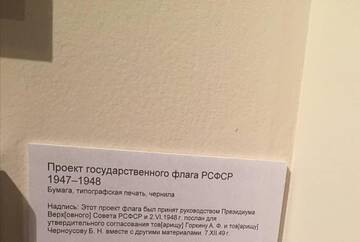 Проект государственного флага РСФСР
1947–1948
Бумага, типографская печать, чернила
Надпись: Этот проект флага был принят руководством Президиума
Верх[овного] Совета РСФСР и 2.VI.1948 г. послан для
утвердительного согласования тов[арищу] Горкину А. Ф. и тов[арищу]
Черноусову Б. Н. вместе с другими материалами. 7.XII.49 г.